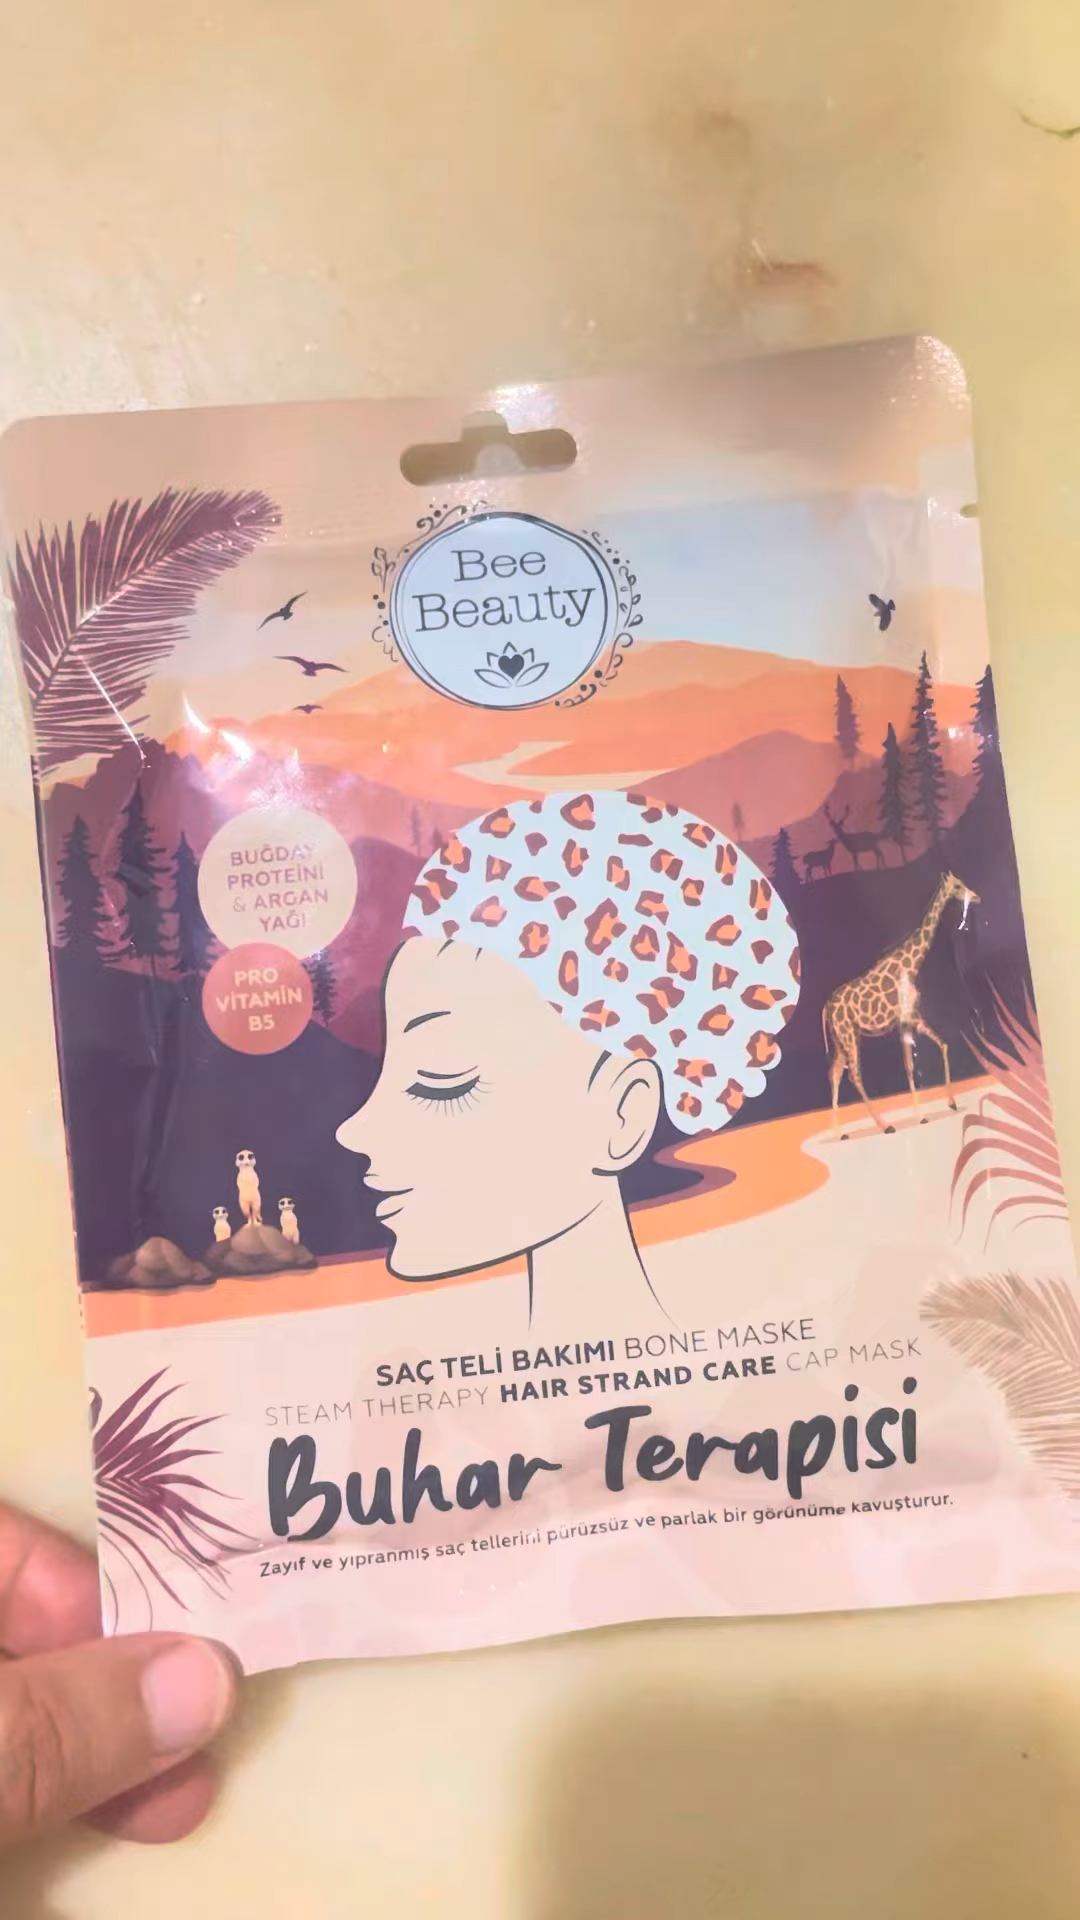 Bee
Beauty
BUĞDAY
PROTEİNİ
& ARGAN
YAĞI
PRO
VİTAMİN
B5
SAÇ TELİ BAKIMI BONE MASKE
STEAM THERAPY HAIR STRAND CARE CAP MASK
Buhar Terapisi
Zayıf ve yıpranmış saç tellerini pürüzsüz ve parlak bir görünüme kavuşturur.